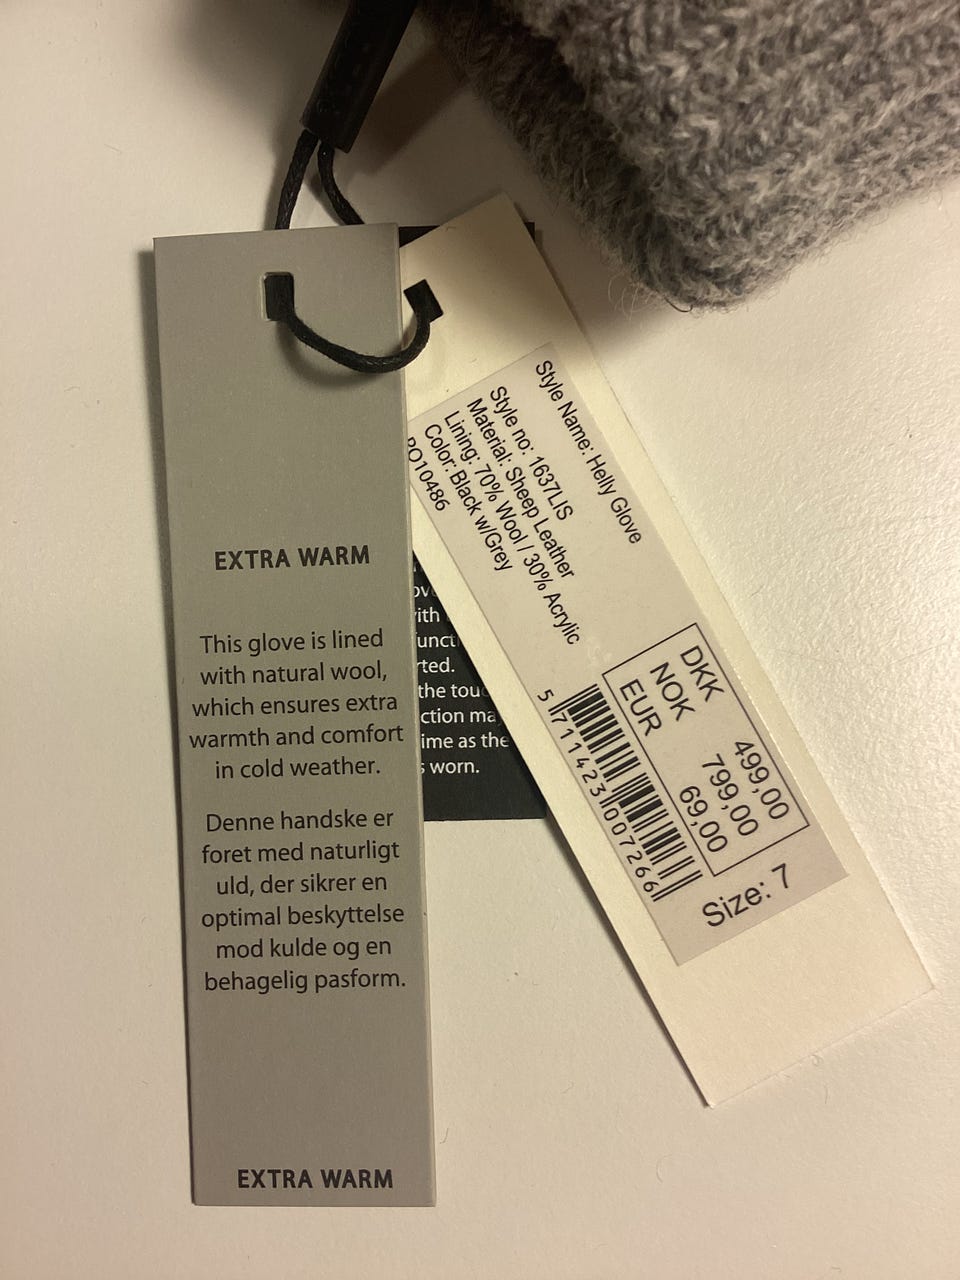 EXTRA WARM
This glove is lined
with natural wool,
which ensures extra
warmth and comfort
in cold weather.
Denne handske er
foret med naturligt
uld, der sikrer en
optimal beskyttelse
mod kulde og en
behagelig pasform.
EXTRA WARM
Style Name: Helly Glove
Style no: 1637LIS
Material: Sheep Leather
Lining: 70% Wool / 30% Acrylic
Color: Black w/Grey
PO10486
DKK 499,00
NOK 799,00
EUR 69,00
5 711423 007266
Size: 7
the
ime as the
worn.